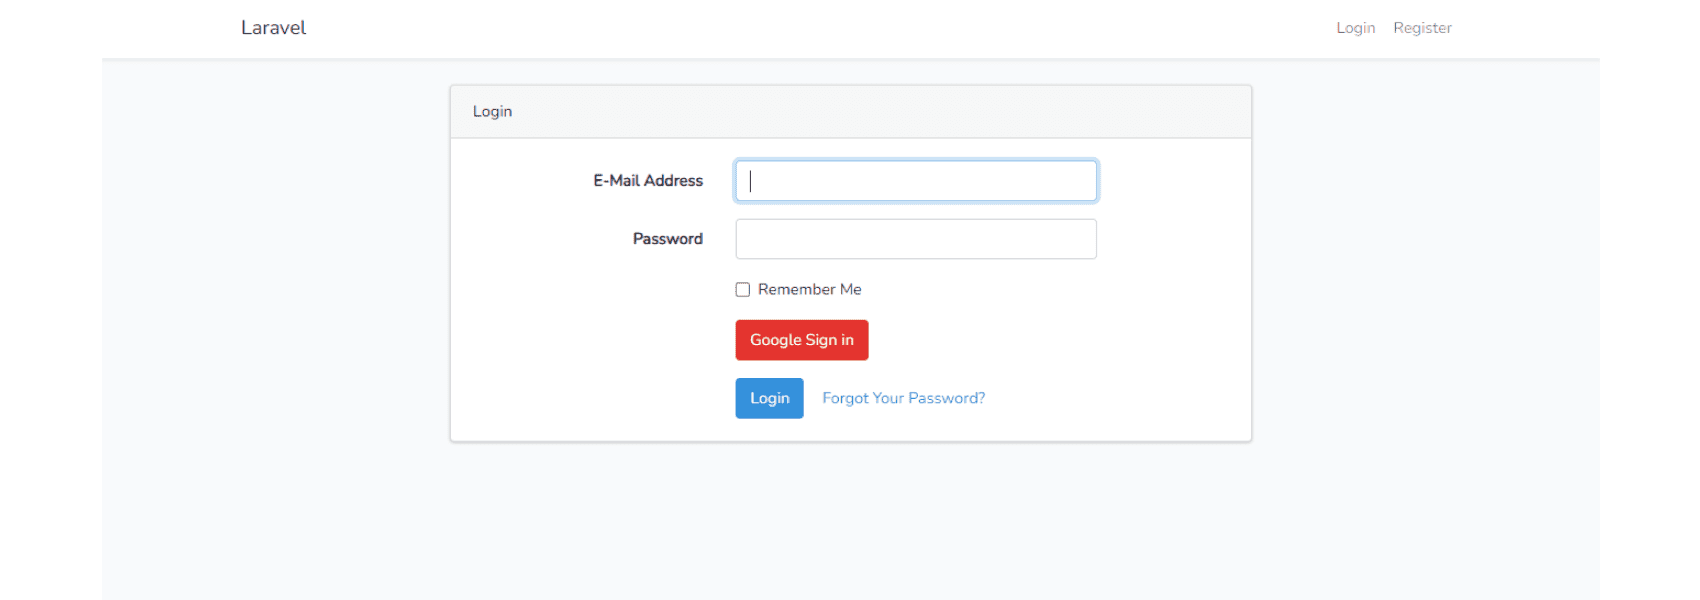 Laravel
Login Register
Login
E-Mail Address
Password
Remember Me
Google Sign in
Login Forgot Your Password?